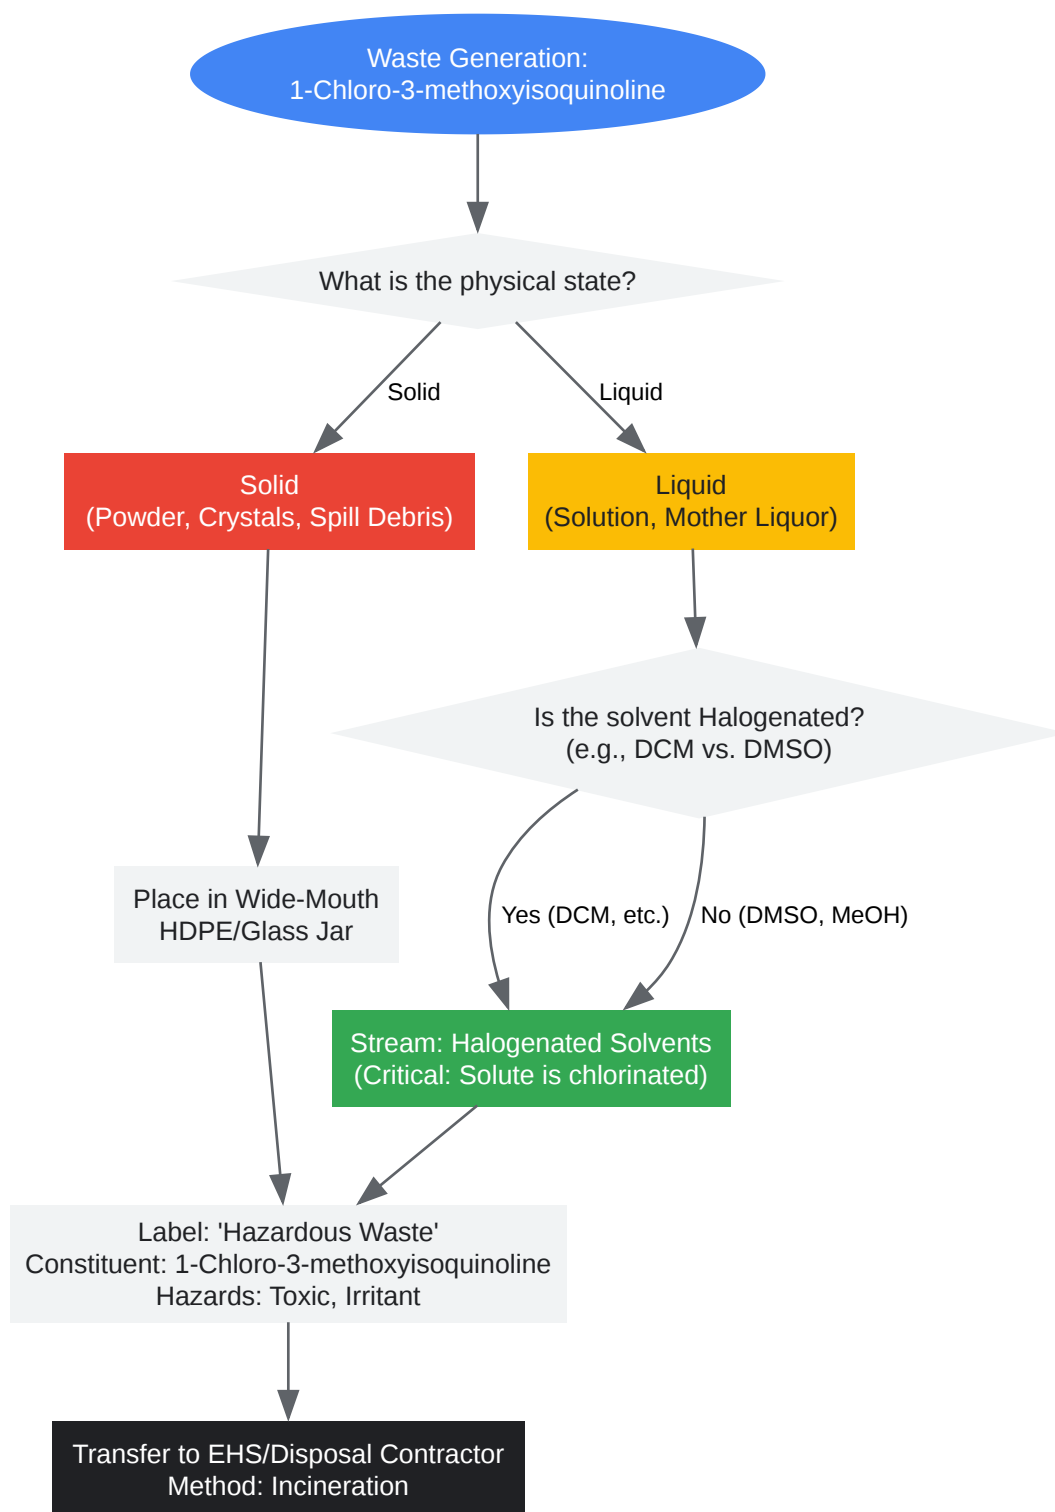 Waste Generation:
1-Chloro-3-methoxyisoquinoline
What is the physical state?
Solid
Liquid
Solid
(Powder, Crystals, Spill Debris)
Liquid
(Solution, Mother Liquor)
Is the solvent Halogenated?
(e.g., DCM vs. DMSO)
Place in Wide-Mouth
HDPE/Glass Jar
Yes (DCM, etc.)
No (DMSO, MeOH)
Stream: Halogenated Solvents
(Critical: Solute is chlorinated)
Label: 'Hazardous Waste'
Constituent: 1-Chloro-3-methoxyisoquinoline
Hazards: Toxic, Irritant
Transfer to EHS/Disposal Contractor
Method: Incineration